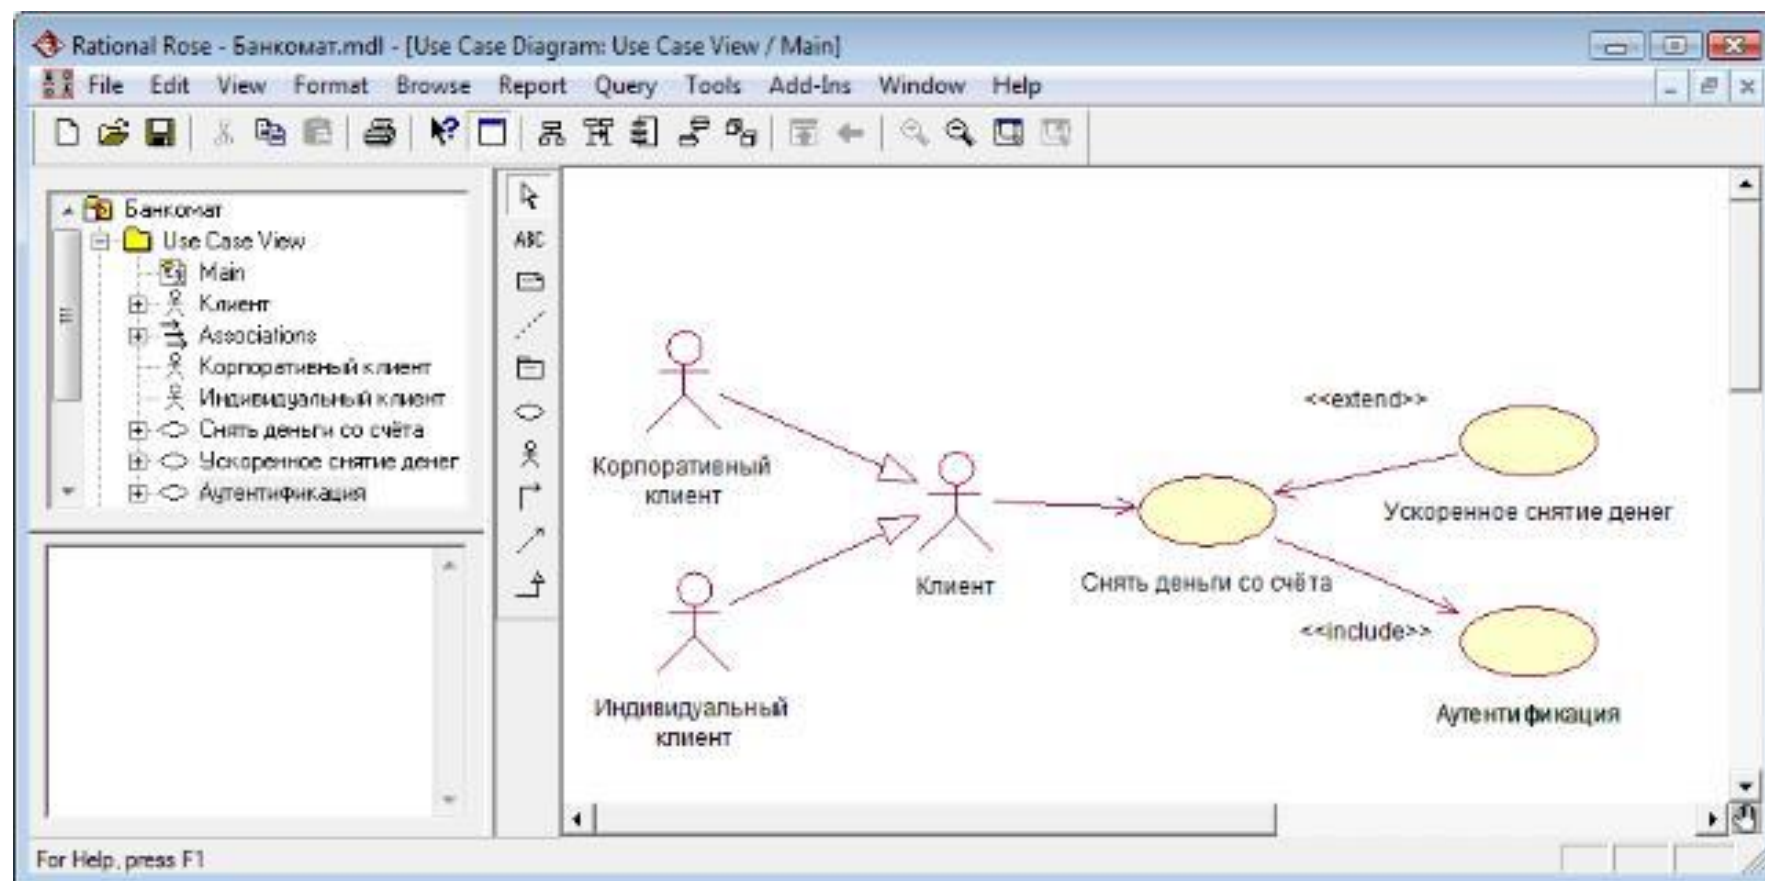 Rational Rose - Банкомат.mdl - [Use Case Diagram: Use Case View / Main]
File Edit View Format Browse Report Query Tools Add-Ins Window Help
Банкомат
Use Case View
Main
Клиент
Associations
Корпоративный клиент
Индивидуальный клиент
Снять деньги со счёта
Ускоренное снятие денег
Аутентификация
ABC
Корпоративный
клиент
Индивидуальный
клиент
Клиент
Снять деньги со счёта
<<extend>>
Ускоренное снятие денег
<<include>>
Аутентификация
For Help, press F1